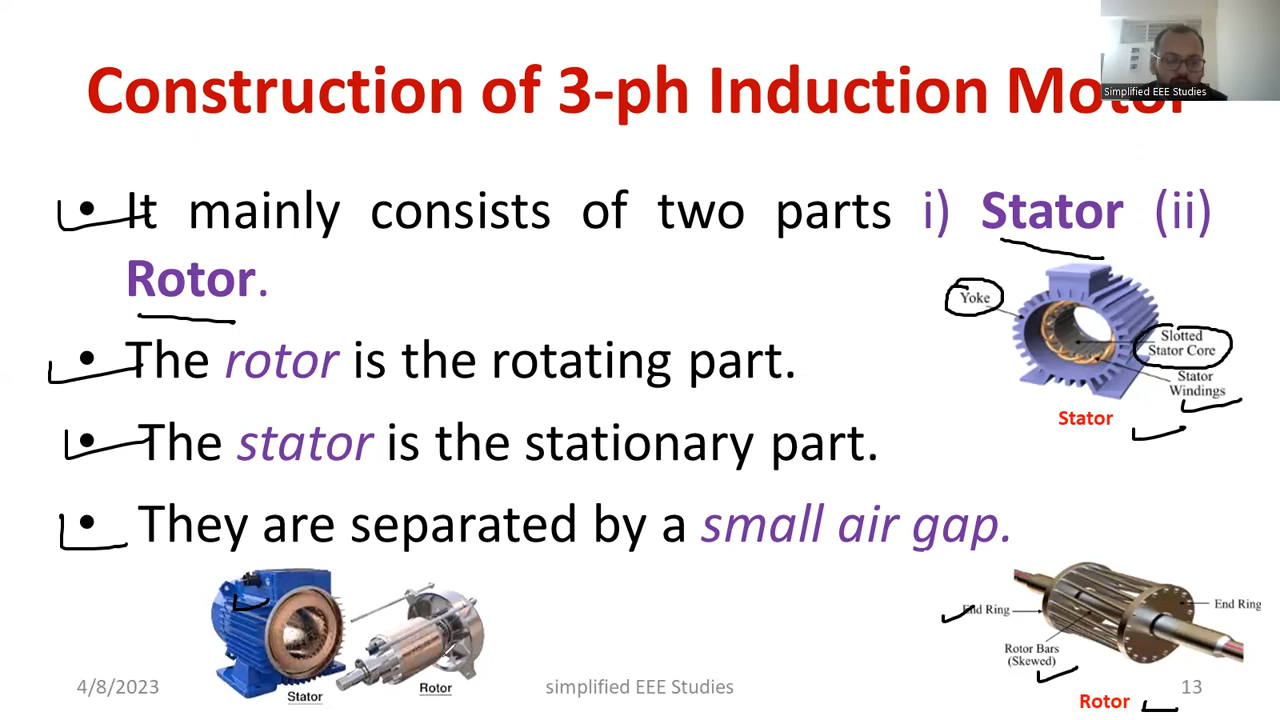 Construction of 3-ph Induction Motor
Simplified EEE Studies
• It mainly consists of two parts i) Stator (ii)
Rotor.
Yoke
Slotted
Stator Core
Stator
Windings
Stator
• The rotor is the rotating part.
• The stator is the stationary part.
• They are separated by a small air gap.
End Ring
End Ring
Rotor Bars
(Skewed)
Rotor
Stator
Rotor
4/8/2023
simplified EEE Studies
13